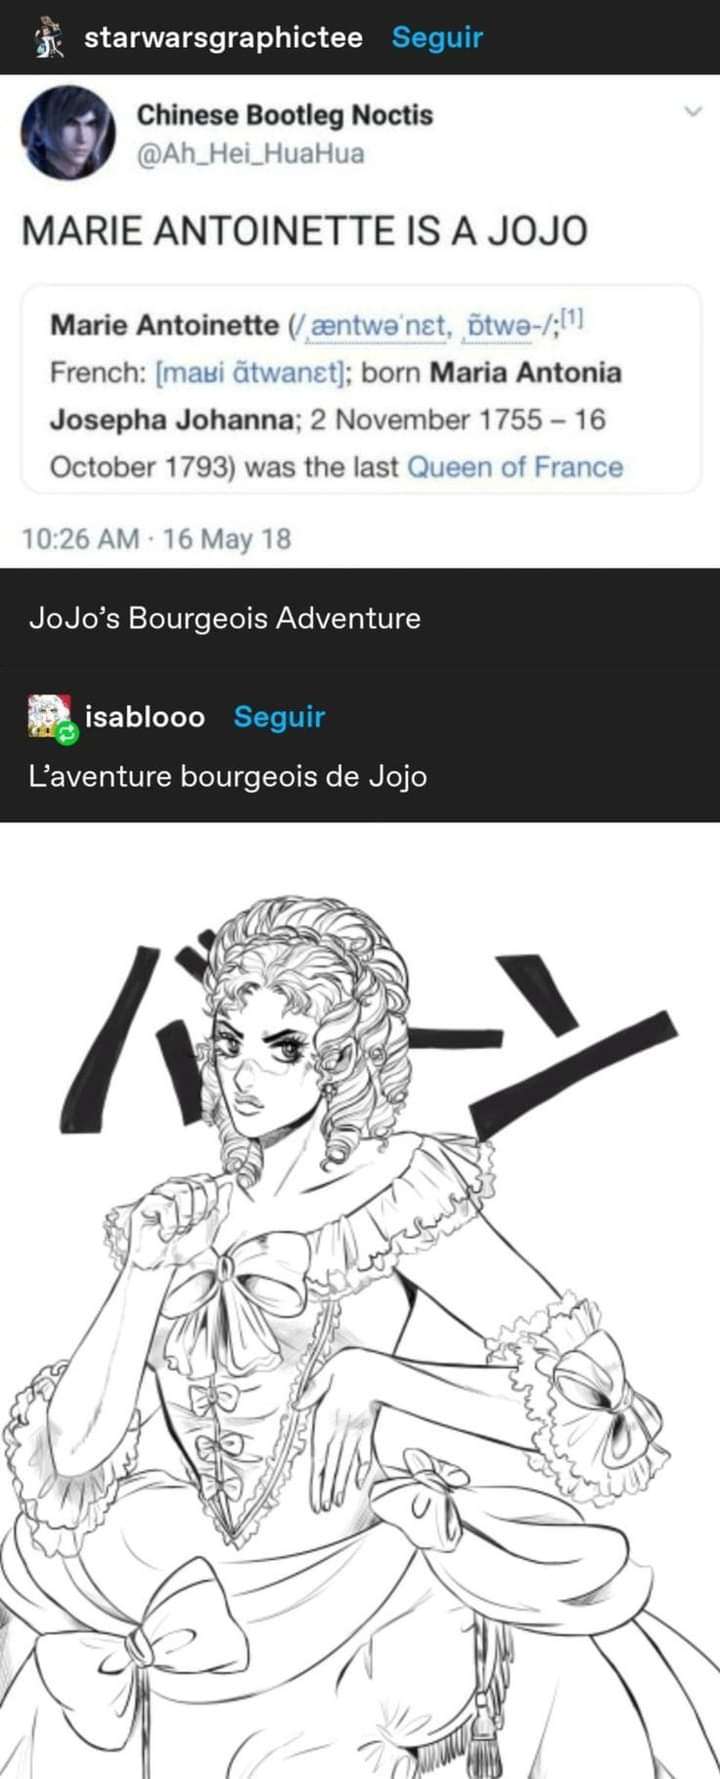 starwarsgraphictee Seguir
Chinese Bootleg Noctis
@Ah_Hei_HuaHua
MARIE ANTOINETTE IS A JOJO
Marie Antoinette (/ˌæntwəˈnɛt, ˌɒ̃twə-/;[1]
French: [maʁi ɑ̃twanɛt]; born Maria Antonia
Josepha Johanna; 2 November 1755 – 16
October 1793) was the last Queen of France
10:26 AM · 16 May 18
JoJo’s Bourgeois Adventure
isablooo Seguir
L’aventure bourgeois de Jojo
バーン